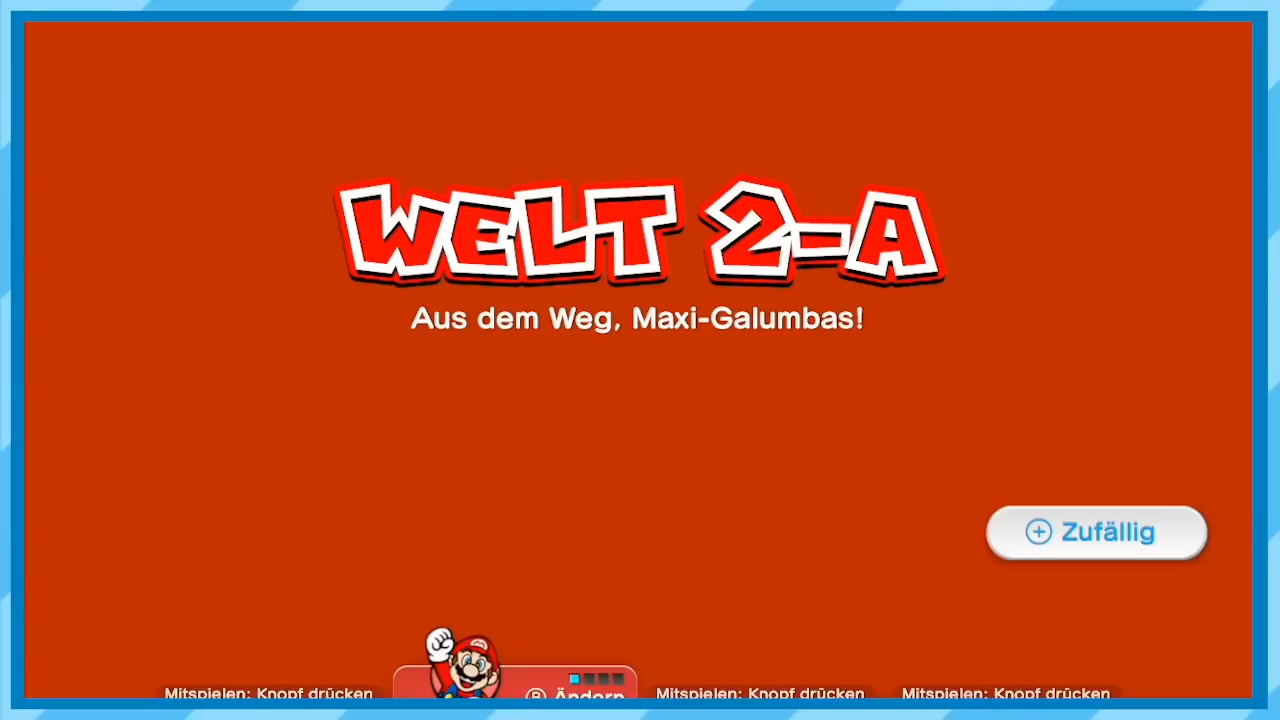 WELT 2-A
Aus dem Weg, Maxi-Galumbas!
Zufällig
Mitspielen: Knopf drücken
B Ändern
Mitspielen: Knopf drücken
Mitspielen: Knopf drücken